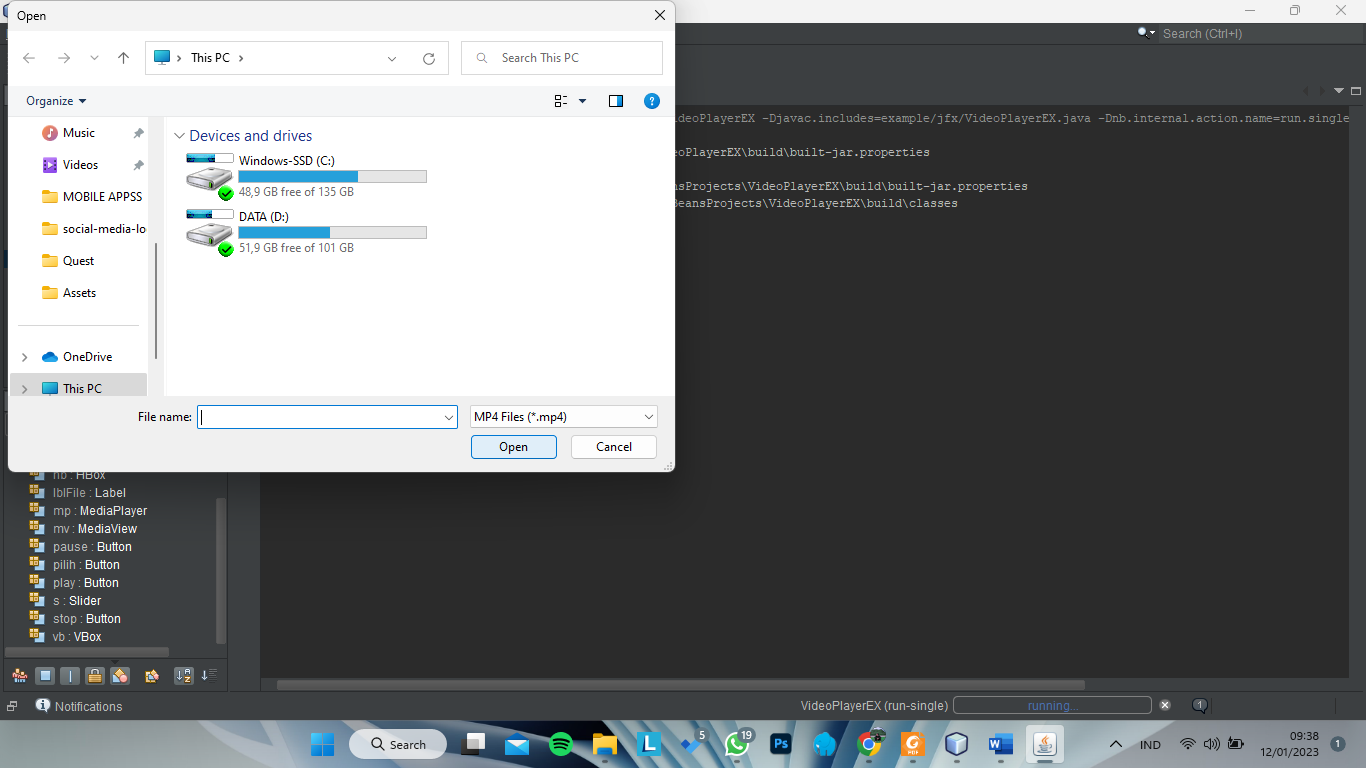 Open
Search (Ctrl+I)
This PC
Search This PC
Organize
Music
Videos
MOBILE APPSS
social-media-lo
Quest
Assets
OneDrive
This PC
Devices and drives
Windows-SSD (C:)
48,9 GB free of 135 GB
DATA (D:)
51,9 GB free of 101 GB
File name:
MP4 Files (*.mp4)
Open
Cancel
ideoPlayerEX -Djavac.includes=example/jfx/VideoPlayerEX.java -Dnb.internal.action.name=run.single
eoPlayerEX\build\built-jar.properties
nsProjects\VideoPlayerEX\build\built-jar.properties
BeansProjects\VideoPlayerEX\build\classes
hb : HBox
lblFile : Label
mp : MediaPlayer
mv : MediaView
pause : Button
pilih : Button
play : Button
s : Slider
stop : Button
vb : VBox
Notifications
VideoPlayerEX (run-single)
running...
1
Search
5
19
Ps
L
W
PDF
IND
09:38
12/01/2023
1